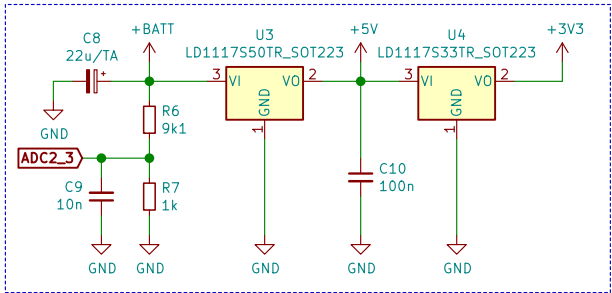 C8
22u/TA
+
+BATT
U3
LD1117S50TR_SOT223
+5V
U4
LD1117S33TR_SOT223
+3V3
3
VI
VO
2
GND
1
3
VI
VO
2
GND
1
GND
R6
9k1
ADC2_3
C9
10n
R7
1k
C10
100n
GND
GND
GND
GND
GND